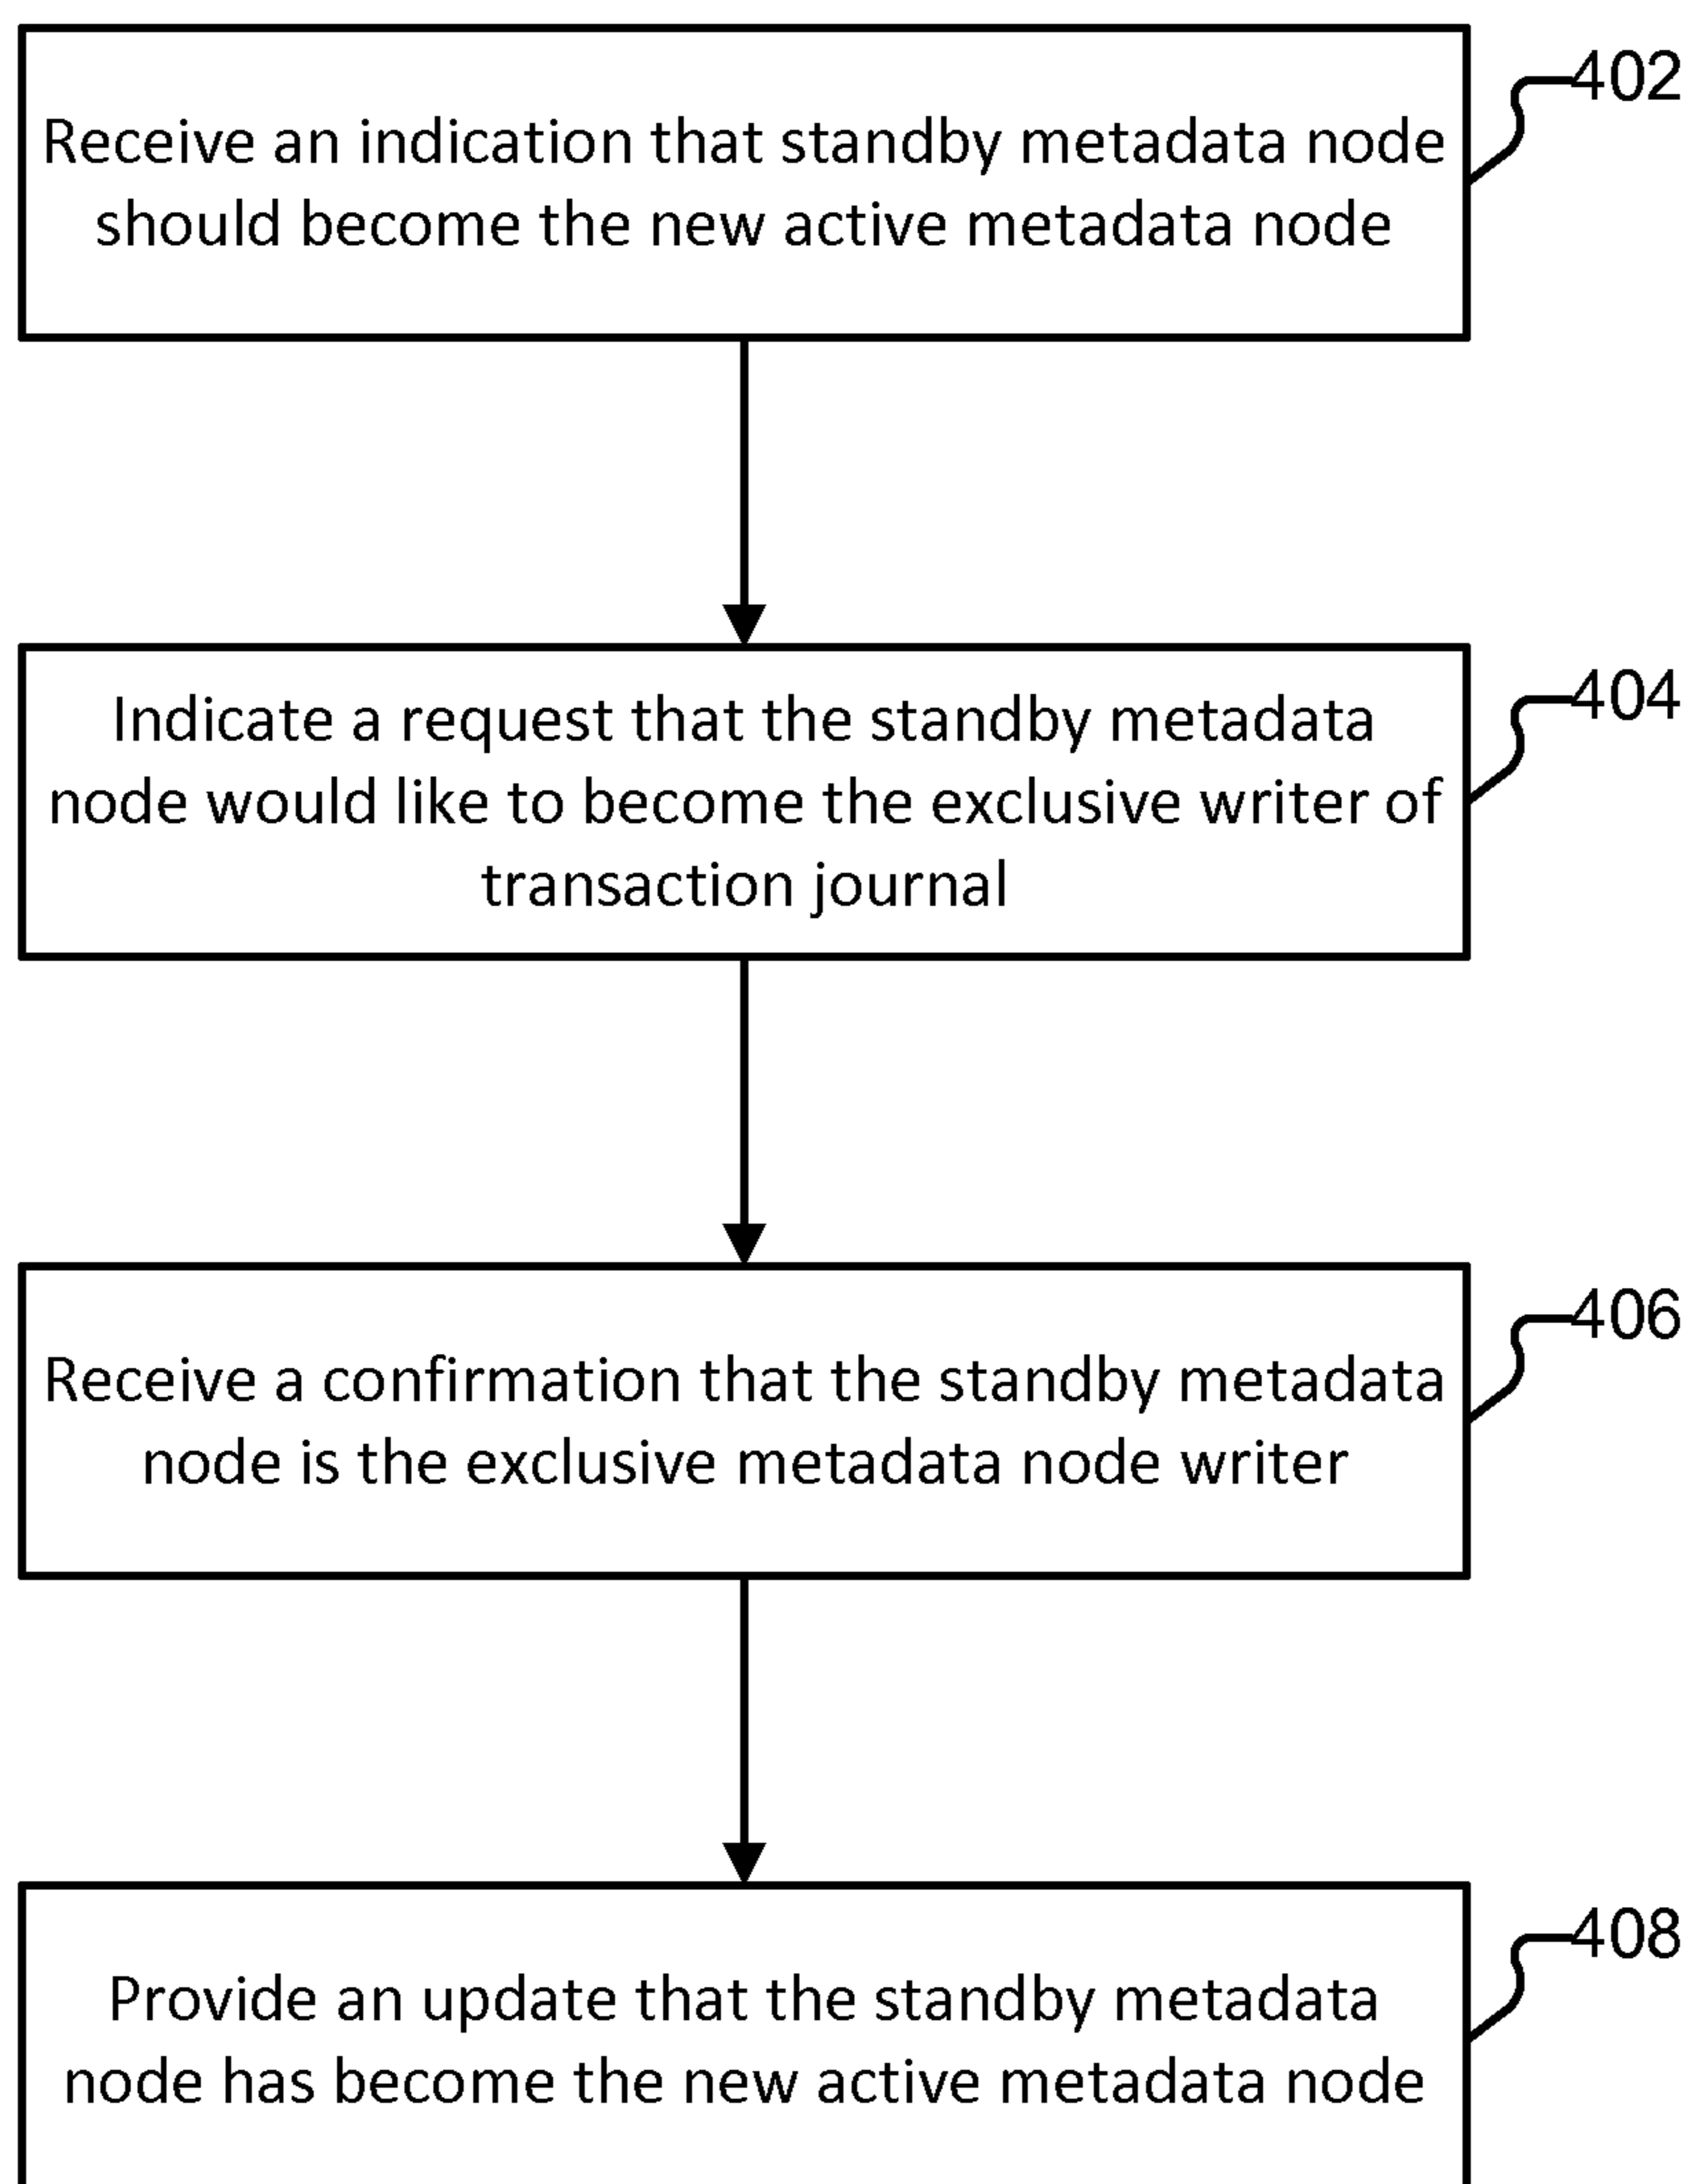 402
Receive an indication that standby metadata node
should become the new active metadata node
404
Indicate a request that the standby metadata
node would like to become the exclusive writer of
transaction journal
406
Receive a confirmation that the standby metadata
node is the exclusive metadata node writer
408
Provide an update that the standby metadata
node has become the new active metadata node